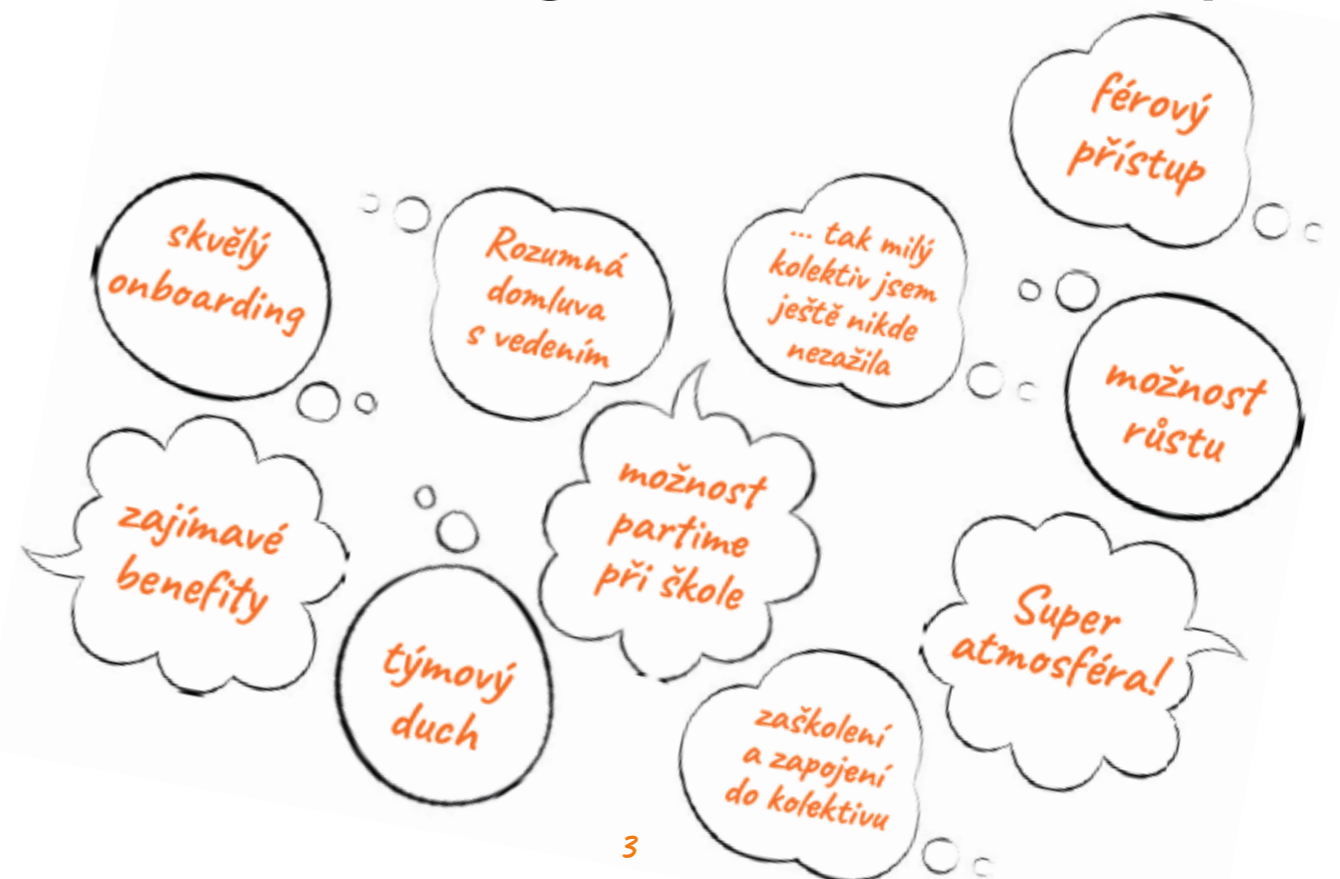 férový
přístup
skvělý
onboarding
Rozumná
domluva
s vedením
... tak milý
kolektiv jsem
ještě nikde
nezažila
možnost
růstu
zajímavé
benefity
možnost
partime
při škole
týmový
duch
Super
atmosféra!
zaškolení
a zapojení
do kolektivu
3